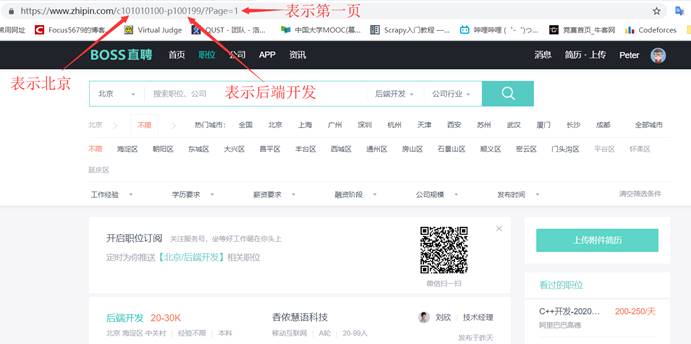 表示第一页
https://www.zhipin.com/c101010100-p100199/?Page=1
Focus5679的博客...
Virtual Judge
QUST - 团队 - 洛...
中国大学MOOC(慕...
Scrapy入门教程 —...
哔哩哔哩 ( ゜- ゜)つ...
竞赛首页_牛客网
Codeforces
表示北京
表示后端开发
BOSS直聘 首页 职位 公司 APP 资讯 消息 简历·上传 Peter
北京 搜索职位、公司 后端开发 公司行业
北京 不限 热门城市： 全国 北京 上海 广州 深圳 杭州 天津 西安 苏州 武汉 厦门 长沙 成都 全部城市
不限 海淀区 朝阳区 东城区 大兴区 昌平区 丰台区 西城区 通州区 房山区 石景山区 顺义区 密云区 门头沟区 平谷区 怀柔区
延庆区
工作经验 学历要求 薪资要求 融资阶段 公司规模 发布时间 清空筛选条件
开启职位订阅 关注服务号，坐等好工作砸在你头上
定时为你推送【北京/后端开发】相关职位
微信扫一扫
上传附件简历
看过的职位
后端开发 20-30K
北京 海淀区 中关村 经验不限 本科
杏侬慧语科技
移动互联网 A轮 20-99人
刘欣 技术经理
发布于昨天
C++开发-2020... 200-250/天
阿里巴巴高德